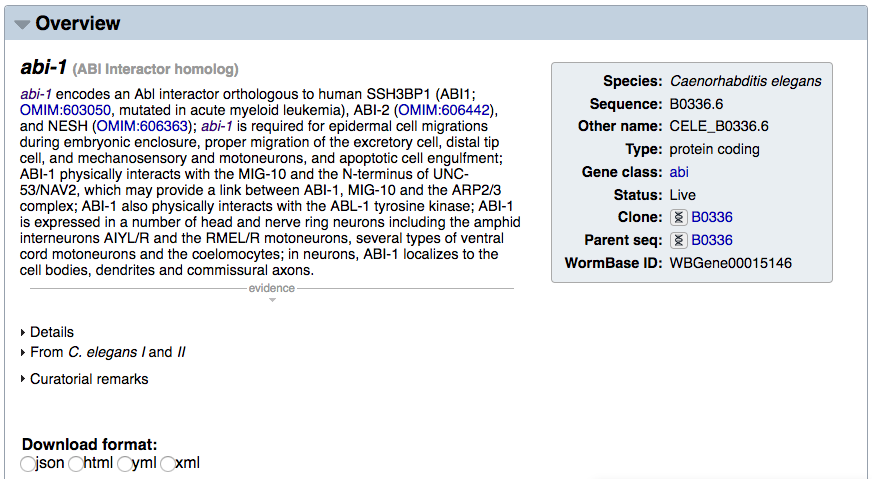 Overview
abi-1 (ABI Interactor homolog)
abi-1 encodes an Abl interactor orthologous to human SSH3BP1 (ABI1;
OMIM:603050, mutated in acute myeloid leukemia), ABI-2 (OMIM:606442),
and NESH (OMIM:606363); abi-1 is required for epidermal cell migrations
during embryonic enclosure, proper migration of the excretory cell, distal tip
cell, and mechanosensory and motoneurons, and apoptotic cell engulfment;
ABI-1 physically interacts with the MIG-10 and the N-terminus of UNC-
53/NAV2, which may provide a link between ABI-1, MIG-10 and the ARP2/3
complex; ABI-1 also physically interacts with the ABL-1 tyrosine kinase; ABI-1
is expressed in a number of head and nerve ring neurons including the amphid
interneurons AIYL/R and the RMEL/R motoneurons, several types of ventral
cord motoneurons and the coelomocytes; in neurons, ABI-1 localizes to the
cell bodies, dendrites and commissural axons.
evidence
Details
From C. elegans I and II
Curatorial remarks
Download format:
json html yml xml
Species: Caenorhabditis elegans
Sequence: B0336.6
Other name: CELE_B0336.6
Type: protein coding
Gene class: abi
Status: Live
Clone: B0336
Parent seq: B0336
WormBase ID: WBGene00015146